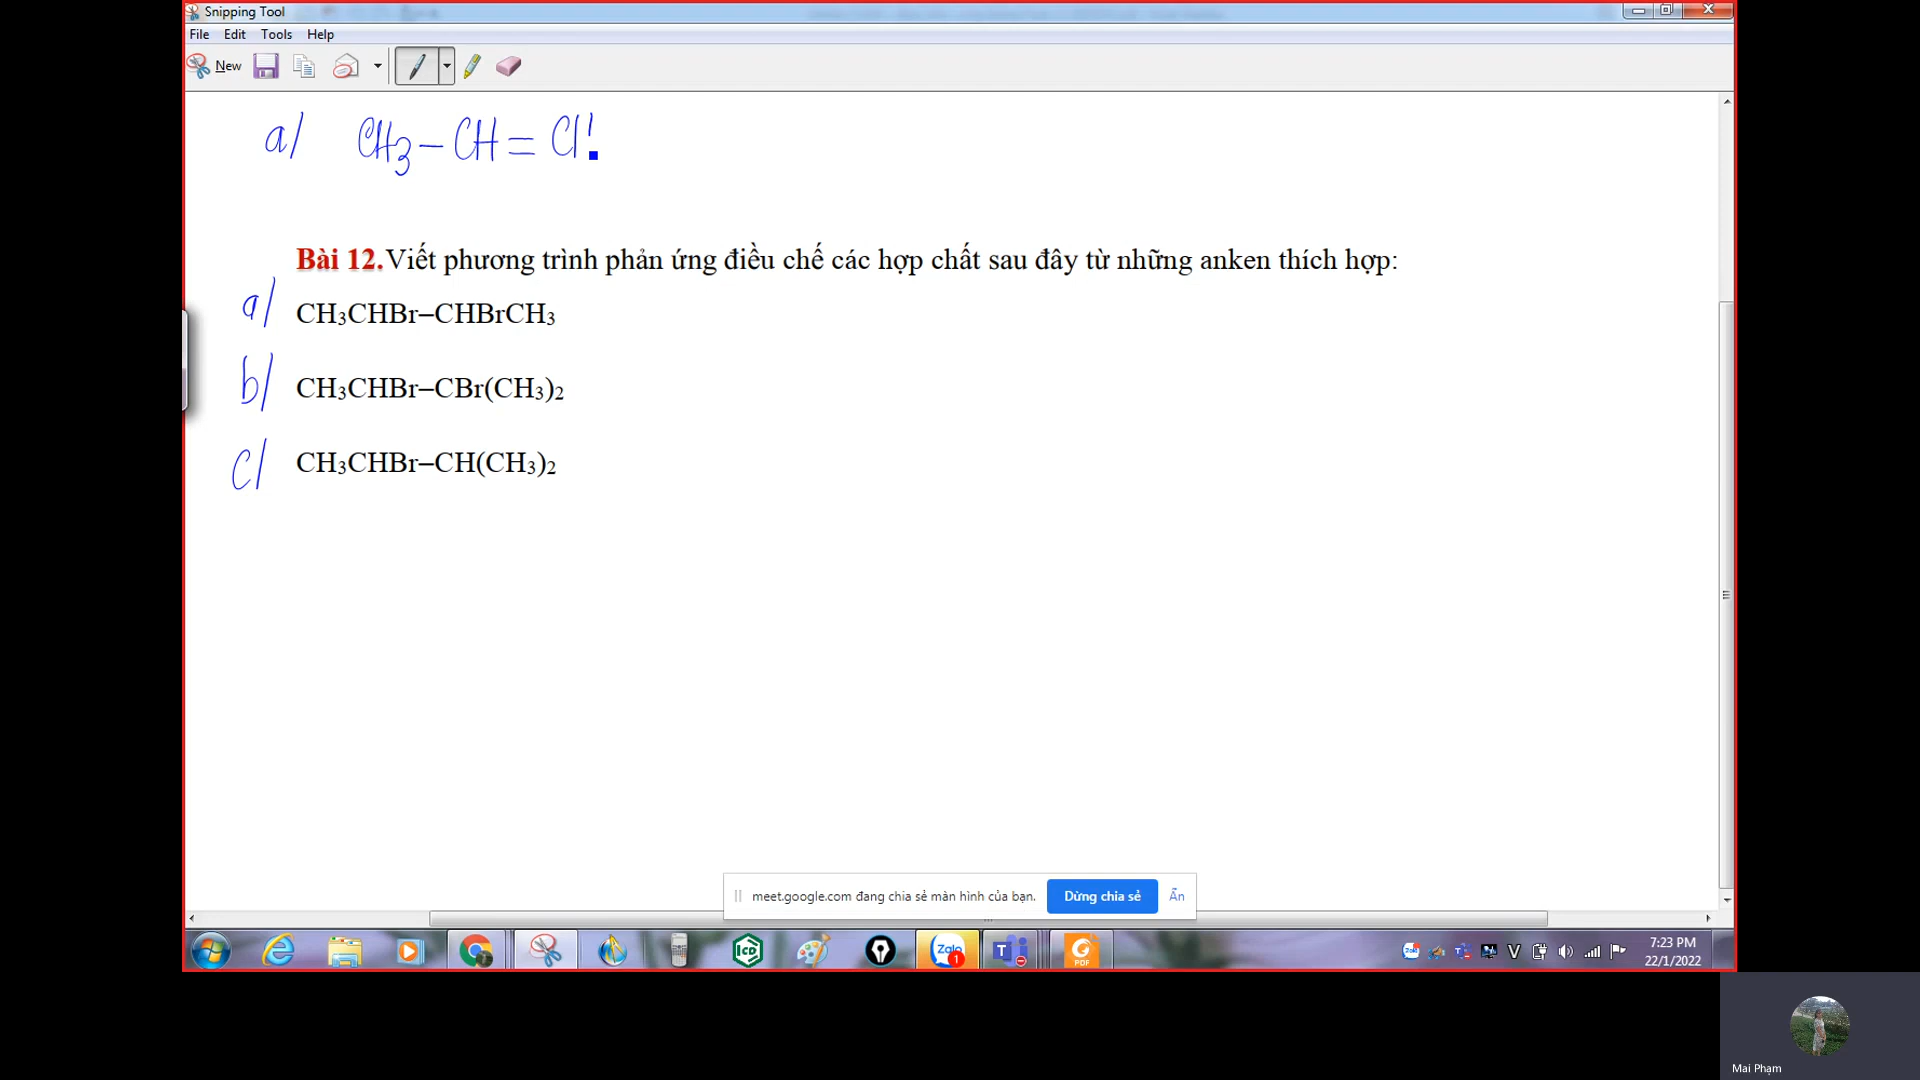 Snipping Tool
File Edit Tools Help
New
a/ CH3 – CH = Cl!
Bài 12.Viết phương trình phản ứng điều chế các hợp chất sau đây từ những anken thích hợp:
a/ CH₃CHBr–CHBrCH₃
b/ CH₃CHBr–CBr(CH₃)₂
c/ CH₃CHBr–CH(CH₃)₂
meet.google.com đang chia sẻ màn hình của bạn. Dừng chia sẻ Ẩn
Zalo 1
PDF
7:23 PM
22/1/2022
Mai Phạm